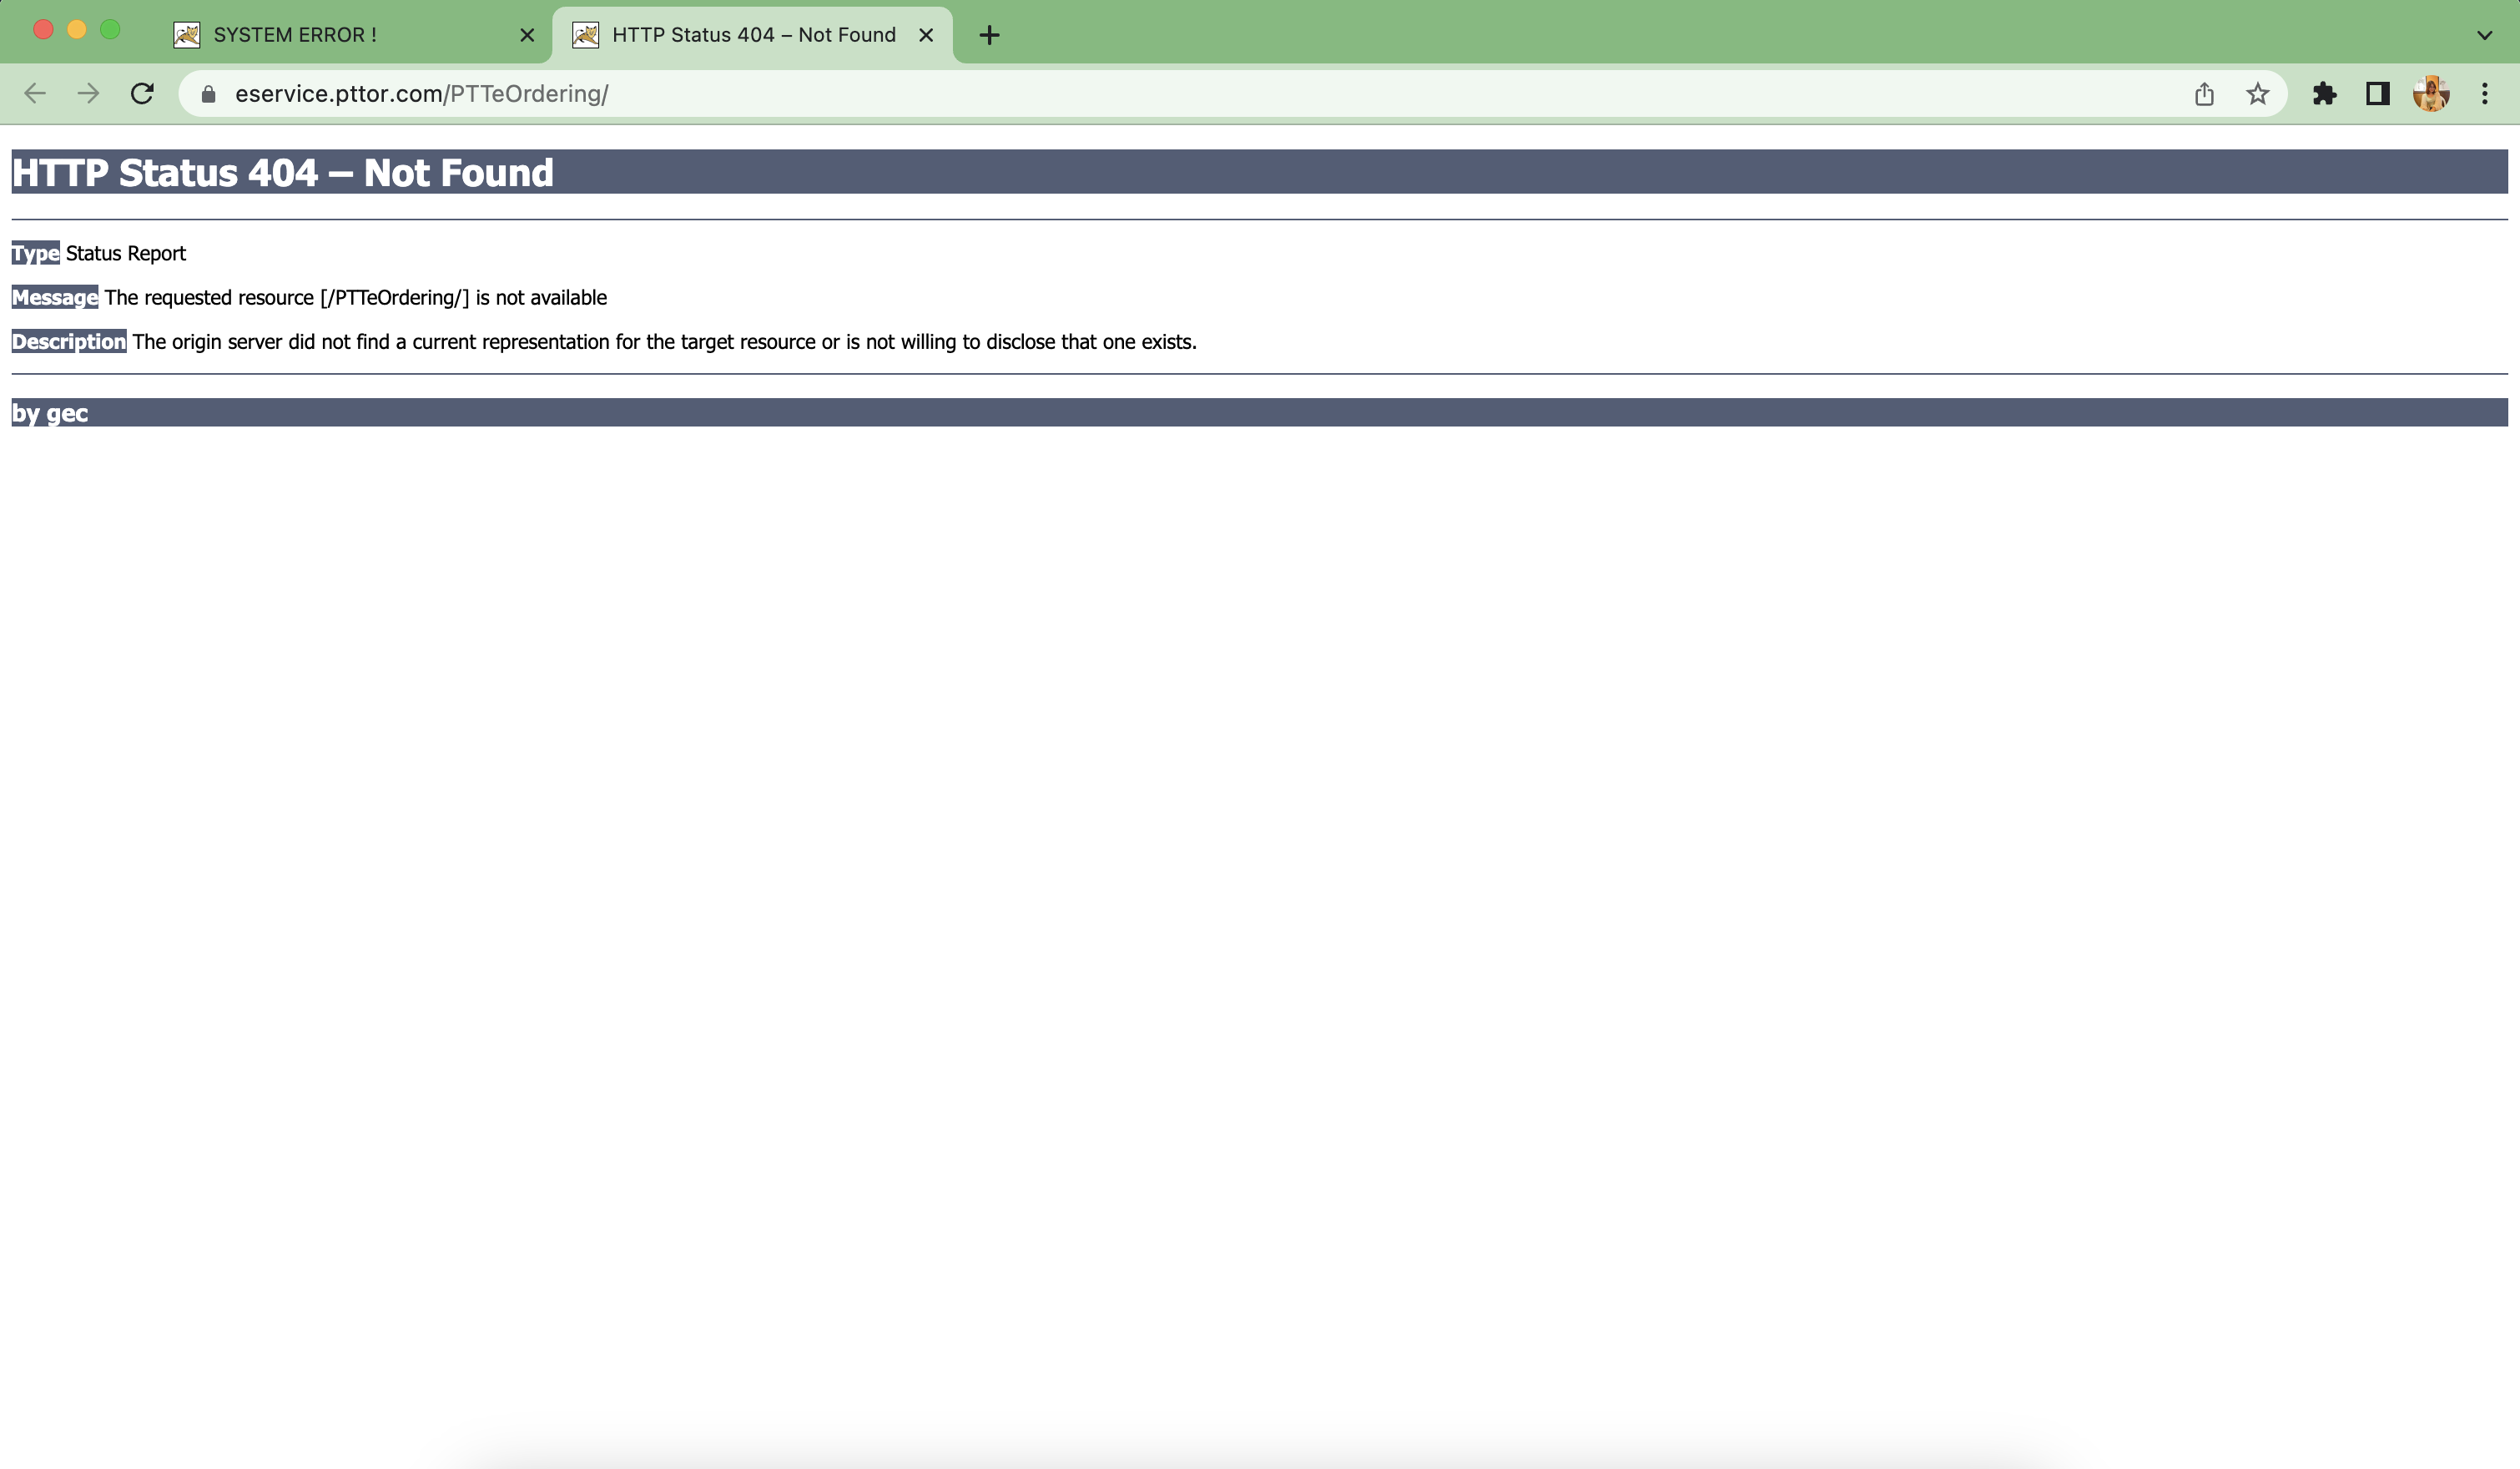 SYSTEM ERROR !
HTTP Status 404 – Not Found
eservice.pttor.com/PTTeOrdering/
HTTP Status 404 – Not Found
Type Status Report
Message The requested resource [/PTTeOrdering/] is not available
Description The origin server did not find a current representation for the target resource or is not willing to disclose that one exists.
by gec